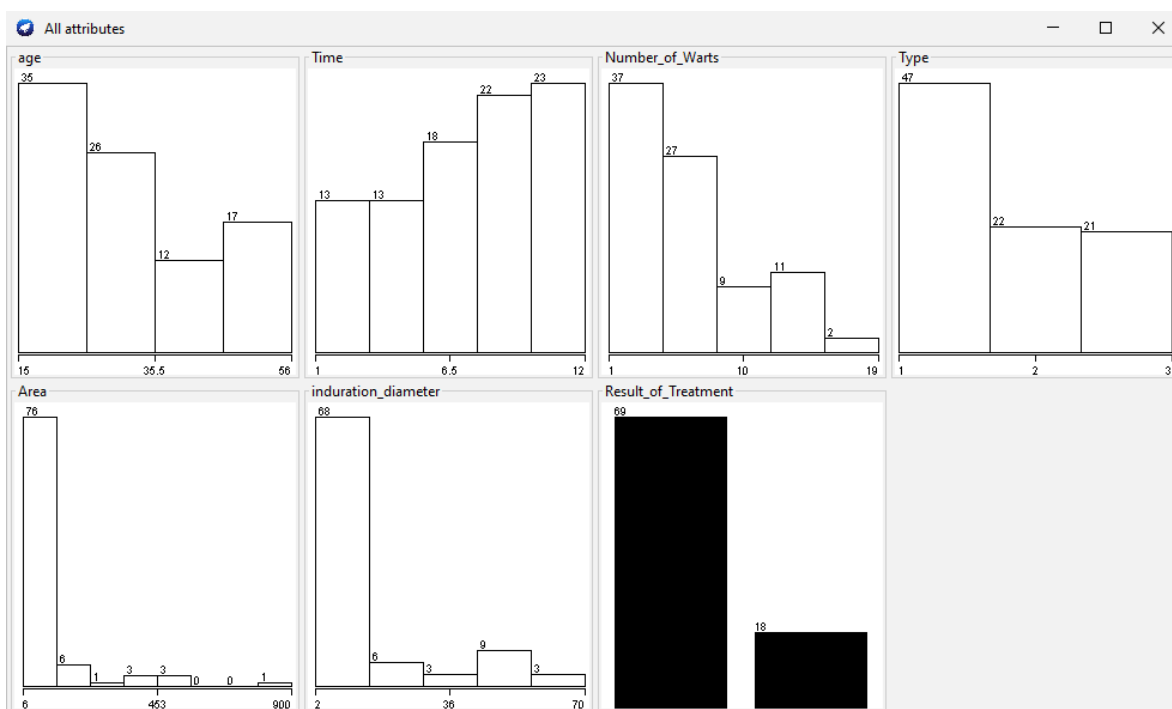 All attributes
age
35
26
12
17
15 35.5 56
Time
13 13 18 22 23
1 6.5 12
Number_of_Warts
37
27
9
11
2
1 10 19
Type
47
22
21
1 2 3
Area
76
6
1
3
3
0
0
1
6 453 900
induration_diameter
68
6
3
9
3
2 36 70
Result_of_Treatment
69
18